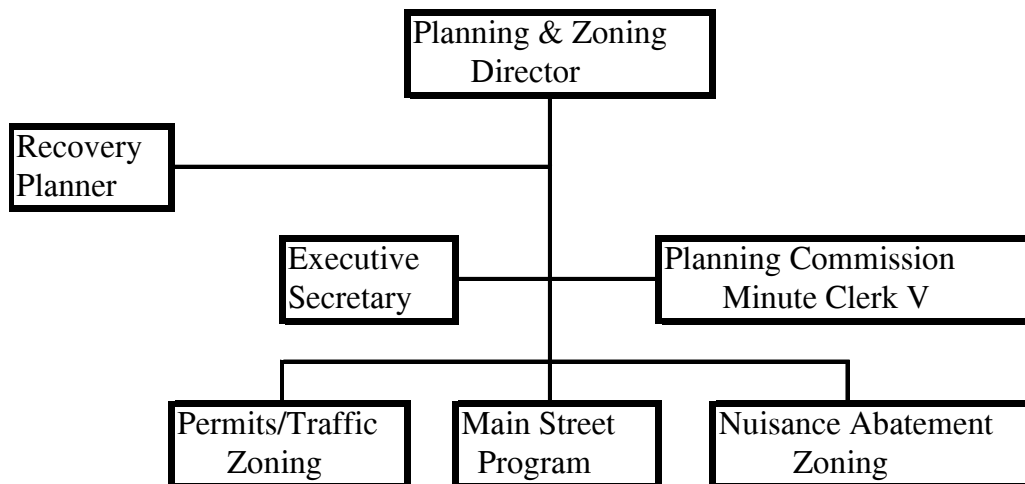 Planning & Zoning
Director
Recovery
Planner
Executive
Secretary
Planning Commission
Minute Clerk V
Permits/Traffic
Zoning
Main Street
Program
Nuisance Abatement
Zoning